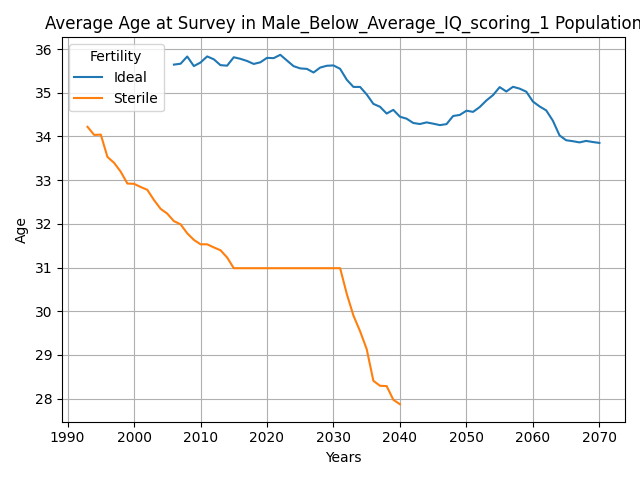 Average Age at Survey in Male_Below_Average_IQ_scoring_1 Population
Fertility
Ideal
Sterile
36
35
34
33
32
31
30
29
28
Age
1990 2000 2010 2020 2030 2040 2050 2060 2070
Years